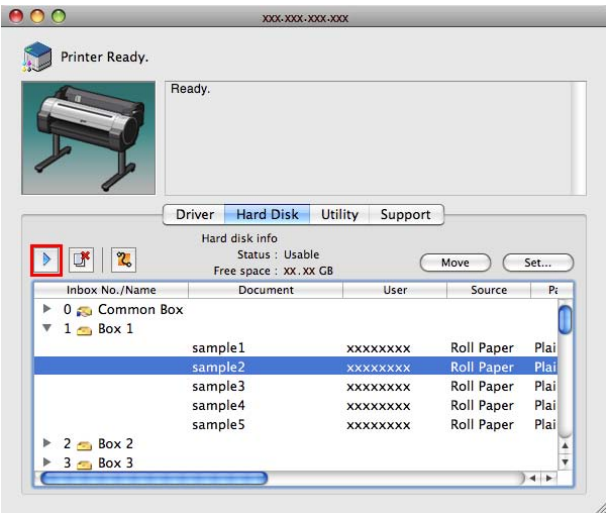 xxx.xxx.xxx.xxx
Printer Ready.
Ready.
Driver Hard Disk Utility Support
Hard disk info
Status : Usable
Free space : XX.XX GB
Move Set...
Inbox No./Name Document User Source Pa
0 Common Box
1 Box 1
sample1 xxxxxxxx Roll Paper Plai
sample2 xxxxxxxx Roll Paper Plai
sample3 xxxxxxxx Roll Paper Plai
sample4 xxxxxxxx Roll Paper Plai
sample5 xxxxxxxx Roll Paper Plai
2 Box 2
3 Box 3